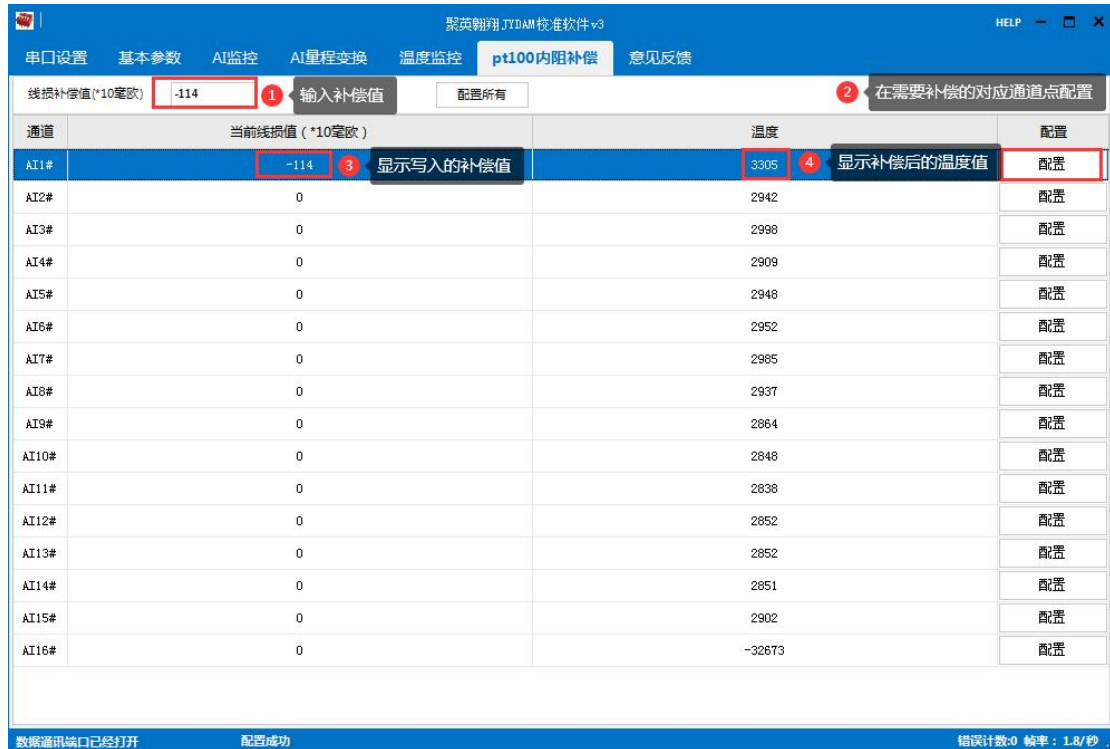 聚英翱翔JYDAM校准软件v3 HELP
串口设置 基本参数 AI监控 AI量程变换 温度监控 pt100内阻补偿 意见反馈
线损补偿值(*10毫欧) -114 1 输入补偿值 配置所有 2 在需要补偿的对应通道点配置
通道 当前线损值(*10毫欧) 温度 配置
AI1# -114 3 显示写入的补偿值 3305 4 显示补偿后的温度值 配置
AI2# 0 2942 配置
AI3# 0 2998 配置
AI4# 0 2909 配置
AI5# 0 2948 配置
AI6# 0 2952 配置
AI7# 0 2985 配置
AI8# 0 2937 配置
AI9# 0 2864 配置
AI10# 0 2848 配置
AI11# 0 2838 配置
AI12# 0 2852 配置
AI13# 0 2852 配置
AI14# 0 2851 配置
AI15# 0 2902 配置
AI16# 0 -32673 配置
数据通讯端口已经打开 配置成功 错误计数:0 帧率:1.8/秒